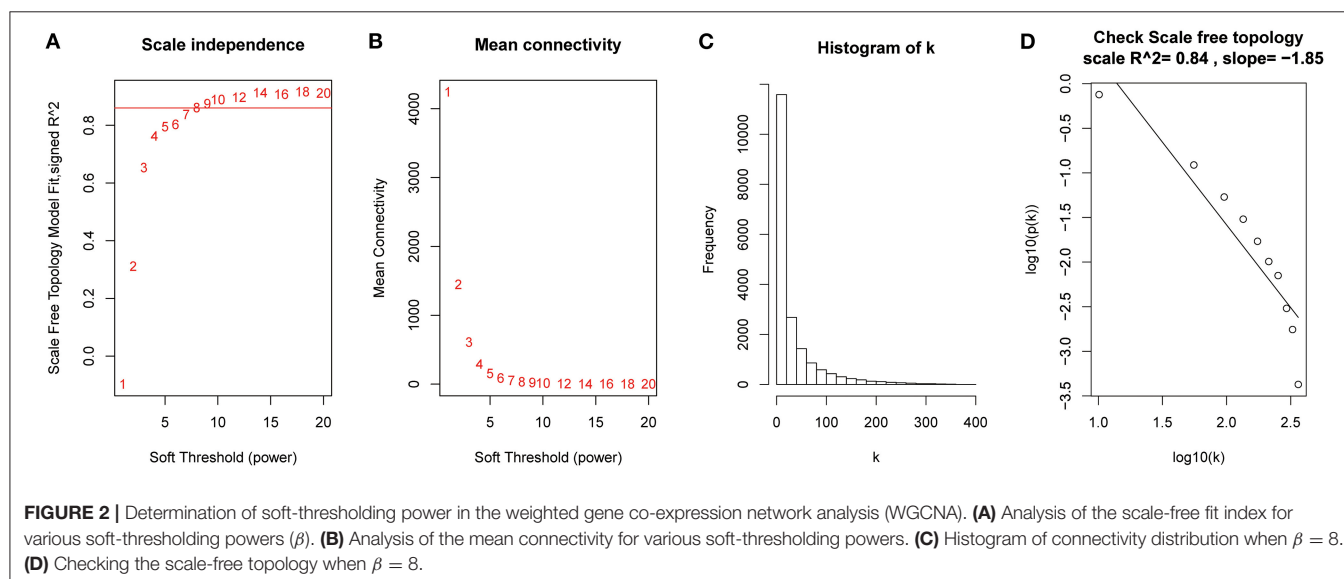 A
Scale independence
Scale Free Topology Model Fit,signed R^2
0.0 0.2 0.4 0.6 0.8
1 2 3 4 5 6 7 8 9 10 12 14 16 18 20
5 10 15 20
Soft Threshold (power)
B
Mean connectivity
Mean Connectivity
0 1000 2000 3000 4000
1 2 3 4 5 6 7 8 9 10 12 14 16 18 20
5 10 15 20
Soft Threshold (power)
C
Histogram of k
Frequency
0 2000 4000 6000 8000 10000
0 100 200 300 400
k
D
Check Scale free topology
scale R^2= 0.84 , slope= −1.85
log10(p(k))
−3.5 −3.0 −2.5 −2.0 −1.5 −1.0 −0.5 0.0
1.0 1.5 2.0 2.5
log10(k)
FIGURE 2 | Determination of soft-thresholding power in the weighted gene co-expression network analysis (WGCNA). (A) Analysis of the scale-free fit index for
various soft-thresholding powers (β). (B) Analysis of the mean connectivity for various soft-thresholding powers. (C) Histogram of connectivity distribution when β = 8.
(D) Checking the scale-free topology when β = 8.